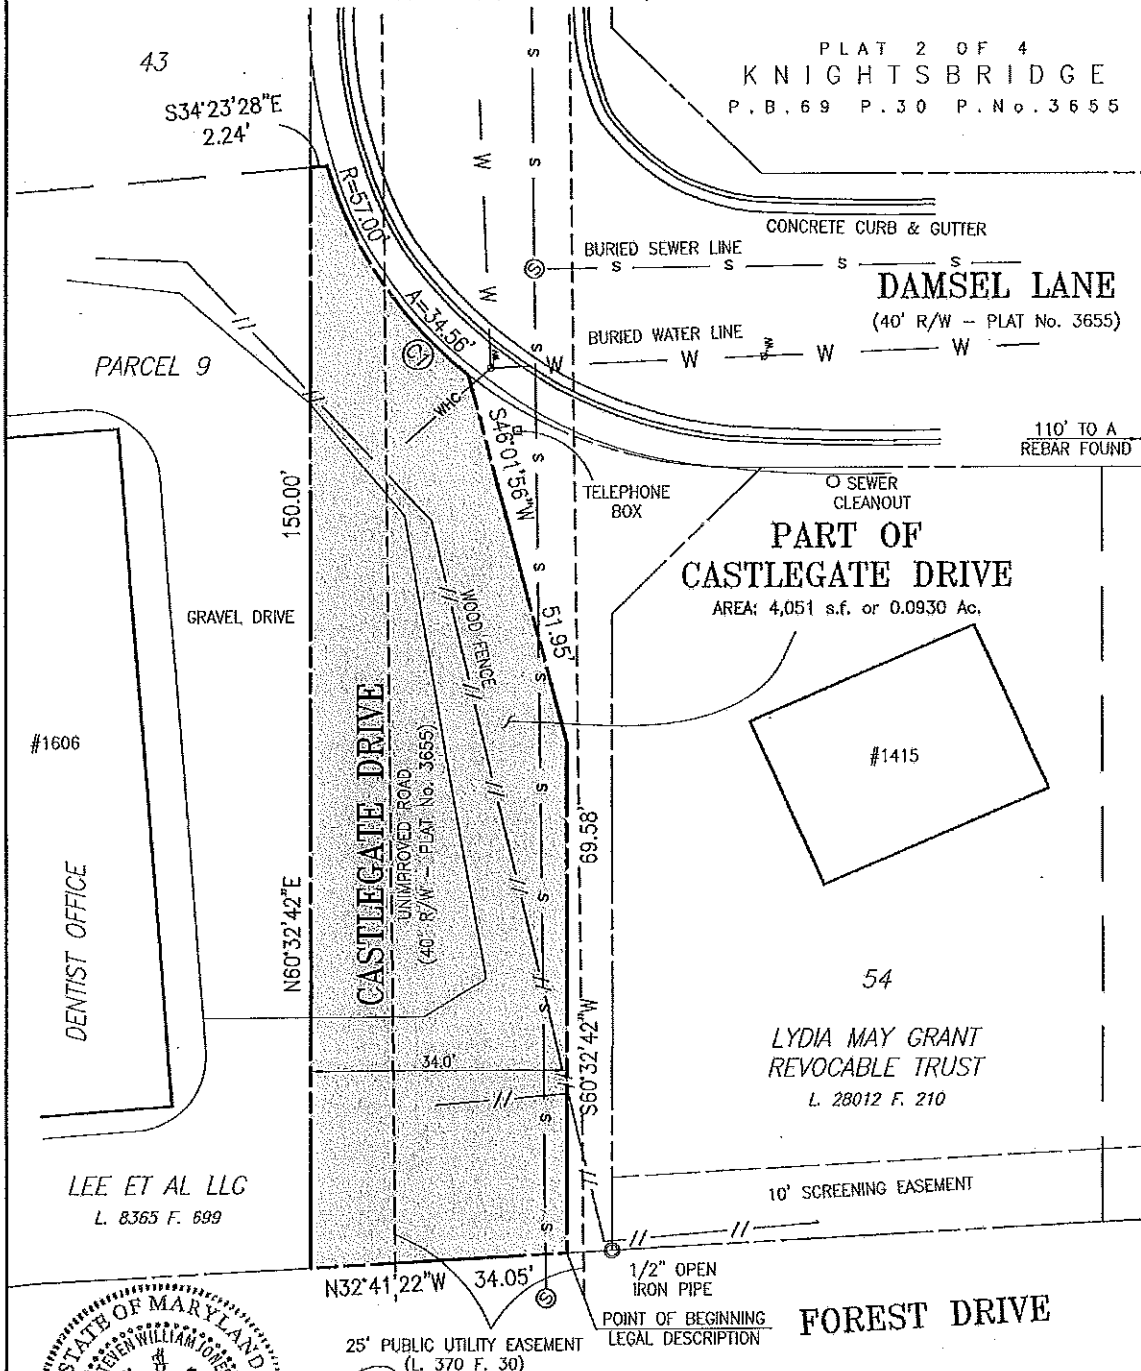 PLAT 2 OF 4
KNIGHTSBRIDGE
P.B.69 P.30 P.No.3655
43
S34°23'28"E
2.24'
R=57.00'
A=34.56'
C1
CONCRETE CURB & GUTTER
BURIED SEWER LINE
S
DAMSEL LANE
(40' R/W - PLAT No. 3655)
BURIED WATER LINE
W
PARCEL 9
WHC
S46°01'56"W
51.95'
110' TO A
REBAR FOUND
TELEPHONE
BOX
SEWER
CLEANOUT
150.00'
PART OF
CASTLEGATE DRIVE
AREA: 4,051 s.f. or 0.0930 Ac.
GRAVEL DRIVE
WOOD FENCE
#1606
#1415
CASTLEGATE DRIVE
UNIMPROVED ROAD
(40' R/W - PLAT No. 3655)
69.58'
N60°32'42"E
DENTIST OFFICE
S60°32'42"W
34.0'
54
LYDIA MAY GRANT
REVOCABLE TRUST
L. 28012 F. 210
LEE ET AL LLC
L. 8365 F. 699
10' SCREENING EASEMENT
N32°41'22"W 34.05'
1/2" OPEN
IRON PIPE
POINT OF BEGINNING
LEGAL DESCRIPTION
FOREST DRIVE
25' PUBLIC UTILITY EASEMENT
(L. 370 F. 30)
STATE OF MARYLAND
STEVEN WILLIAM JONES